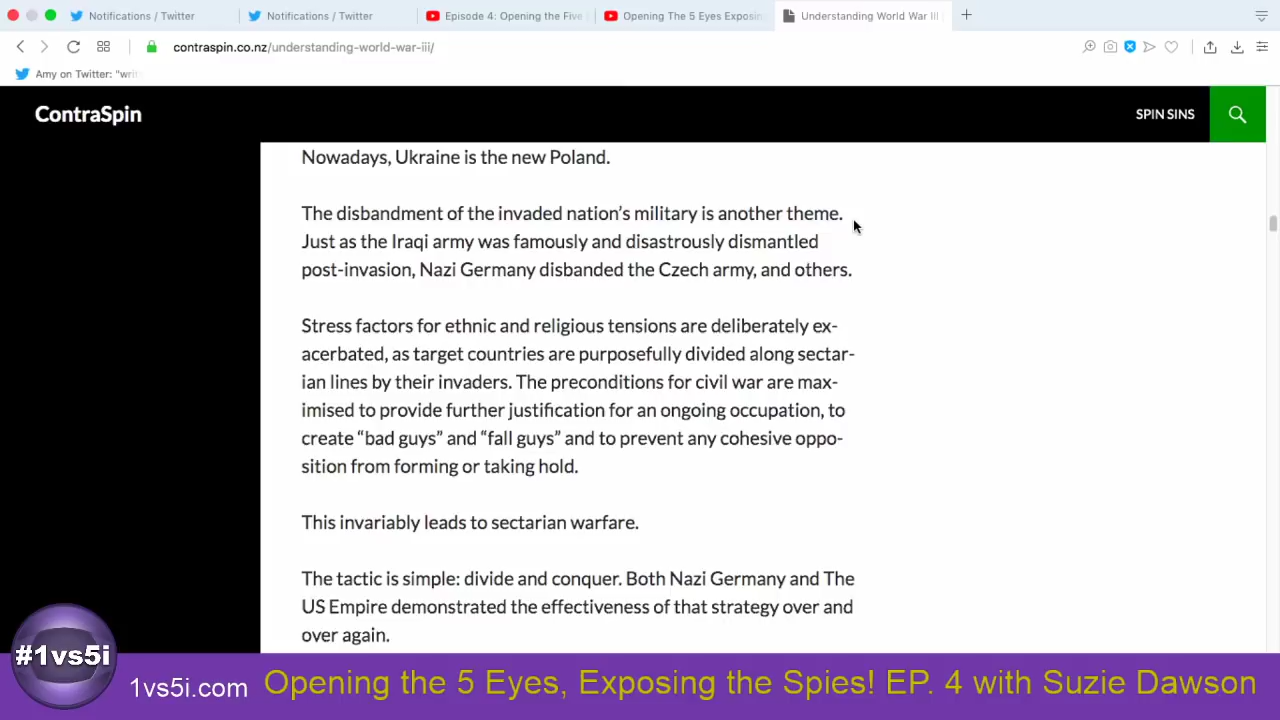 Notifications / Twitter
Notifications / Twitter
Episode 4: Opening the Five
Opening The 5 Eyes Exposin
Understanding World War III
contraspin.co.nz/understanding-world-war-iii/
Amy on Twitter: "wri
ContraSpin
SPIN SINS
Nowadays, Ukraine is the new Poland.
The disbandment of the invaded nation's military is another theme.
Just as the Iraqi army was famously and disastrously dismantled
post-invasion, Nazi Germany disbanded the Czech army, and others.
Stress factors for ethnic and religious tensions are deliberately ex-
acerbated, as target countries are purposefully divided along sectar-
ian lines by their invaders. The preconditions for civil war are max-
imised to provide further justification for an ongoing occupation, to
create “bad guys” and “fall guys” and to prevent any cohesive oppo-
sition from forming or taking hold.
This invariably leads to sectarian warfare.
The tactic is simple: divide and conquer. Both Nazi Germany and The
US Empire demonstrated the effectiveness of that strategy over and
over again.
#1vs5i
1vs5i.com
Opening the 5 Eyes, Exposing the Spies! EP. 4 with Suzie Dawson